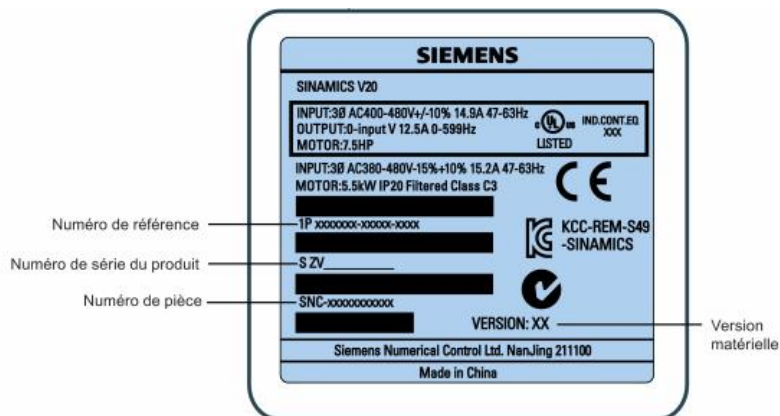 SIEMENS
SINAMICS V20
INPUT:3Ø AC400-480V+/-10% 14.9A 47-63Hz
OUTPUT:0-input V 12.5A 0-599Hz
MOTOR:7.5HP
C UL US
LISTED
IND.CONT.EQ
XXX
INPUT:3Ø AC380-480V-15%+10% 15.2A 47-63Hz
MOTOR:5.5kW IP20 Filtered Class C3
CE
Numéro de référence
1P xxxxxxx-xxxxx-xxxx
KCC-REM-S49
-SINAMICS
Numéro de série du produit
S ZV__________
Numéro de pièce
SNC-xxxxxxxxxxx
VERSION: XX
Version
matérielle
Siemens Numerical Control Ltd. NanJing 211100
Made in China